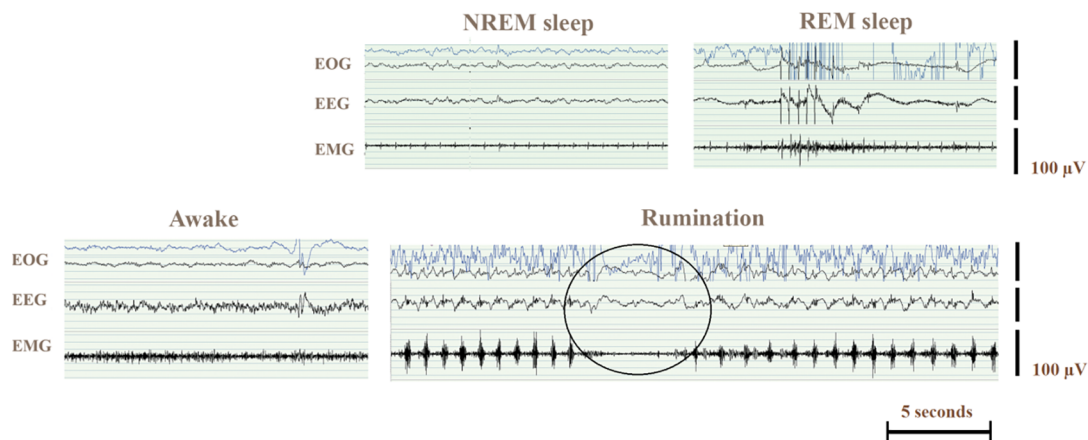 NREM sleep
REM sleep
EOG
EEG
EMG
100 μV
Awake
Rumination
EOG
EEG
EMG
100 μV
5 seconds